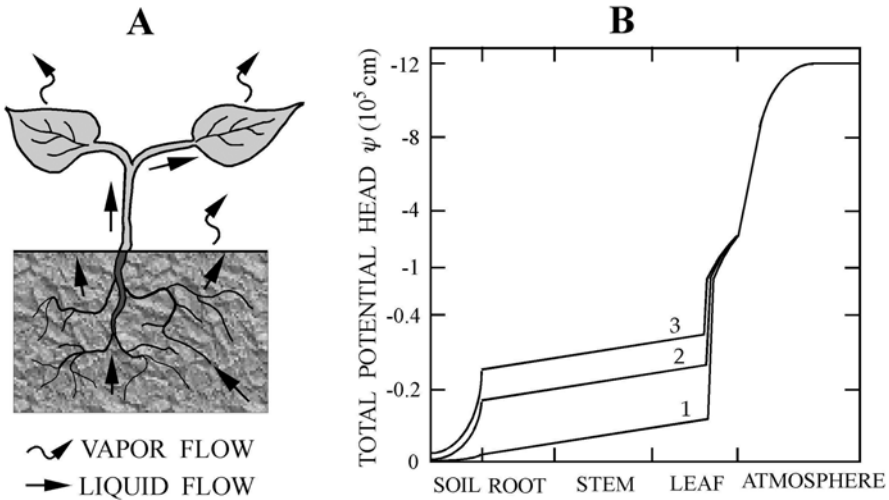 A
VAPOR FLOW
LIQUID FLOW
B
TOTAL POTENTIAL HEAD ψ (10⁵ cm)
-12
-8
-4
-1
-0.4
-0.2
0
3
2
1
SOIL ROOT STEM LEAF ATMOSPHERE